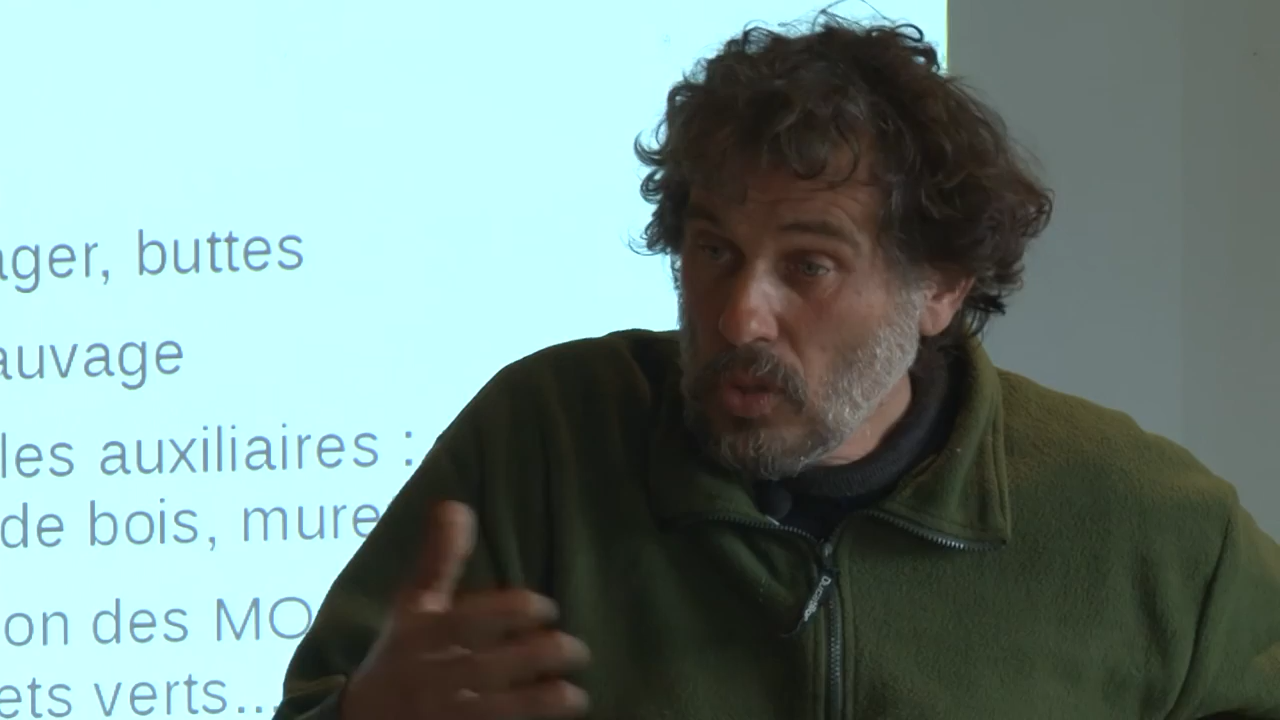 ager, buttes
auvage
les auxiliaires :
de bois, mure
on des MO
ets verts...